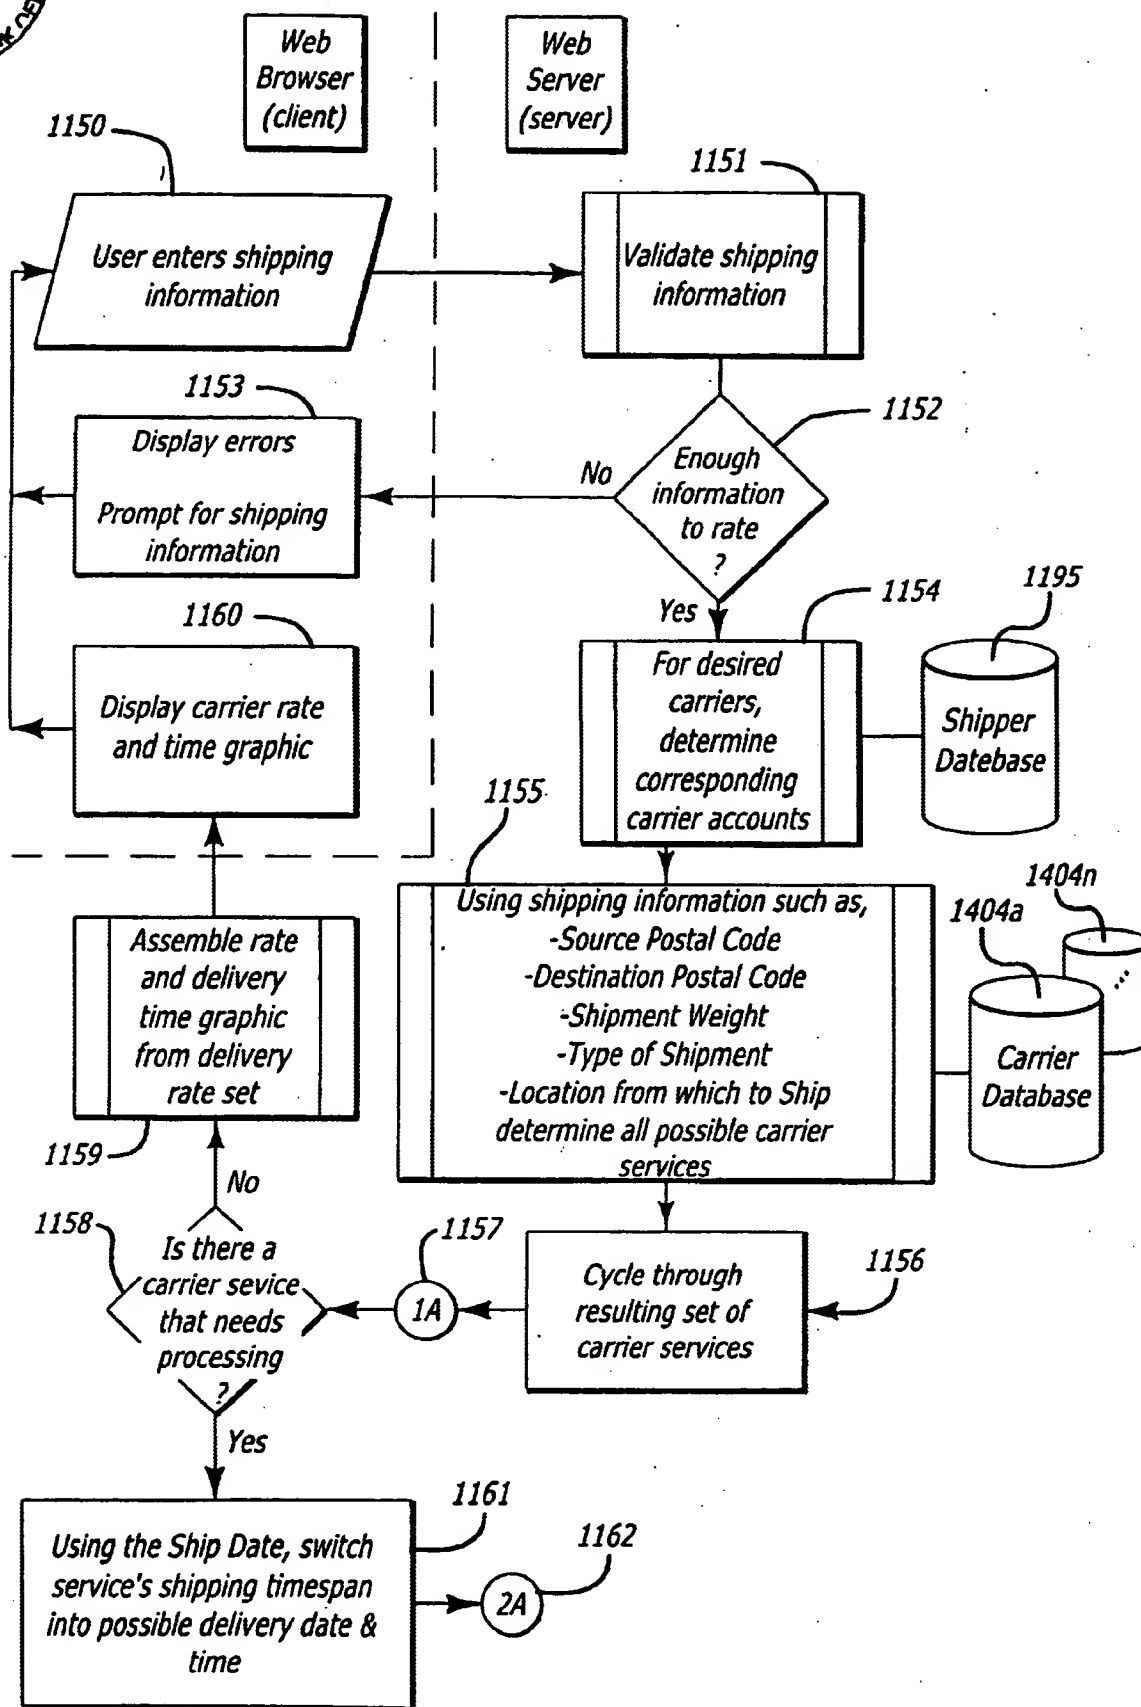 Web
Browser
(client)
Web
Server
(server)
1150
1151
User enters shipping
information
Validate shipping
information
1153
1152
Display errors
Prompt for shipping
information
No
Enough
information
to rate
?
Yes
1160
1154
1195
Display carrier rate
and time graphic
For desired
carriers,
determine
corresponding
carrier accounts
Shipper
Datebase
1155
1404n
1404a
Assemble rate
and delivery
time graphic
from delivery
rate set
Using shipping information such as,
-Source Postal Code
-Destination Postal Code
-Shipment Weight
-Type of Shipment
-Location from which to Ship
determine all possible carrier
services
Carrier
Database
...
1159
No
1158
1157
1156
Is there a
carrier sevice
that needs
processing
?
1A
Cycle through
resulting set of
carrier services
Yes
1161
1162
Using the Ship Date, switch
service's shipping timespan
into possible delivery date &
time
2A